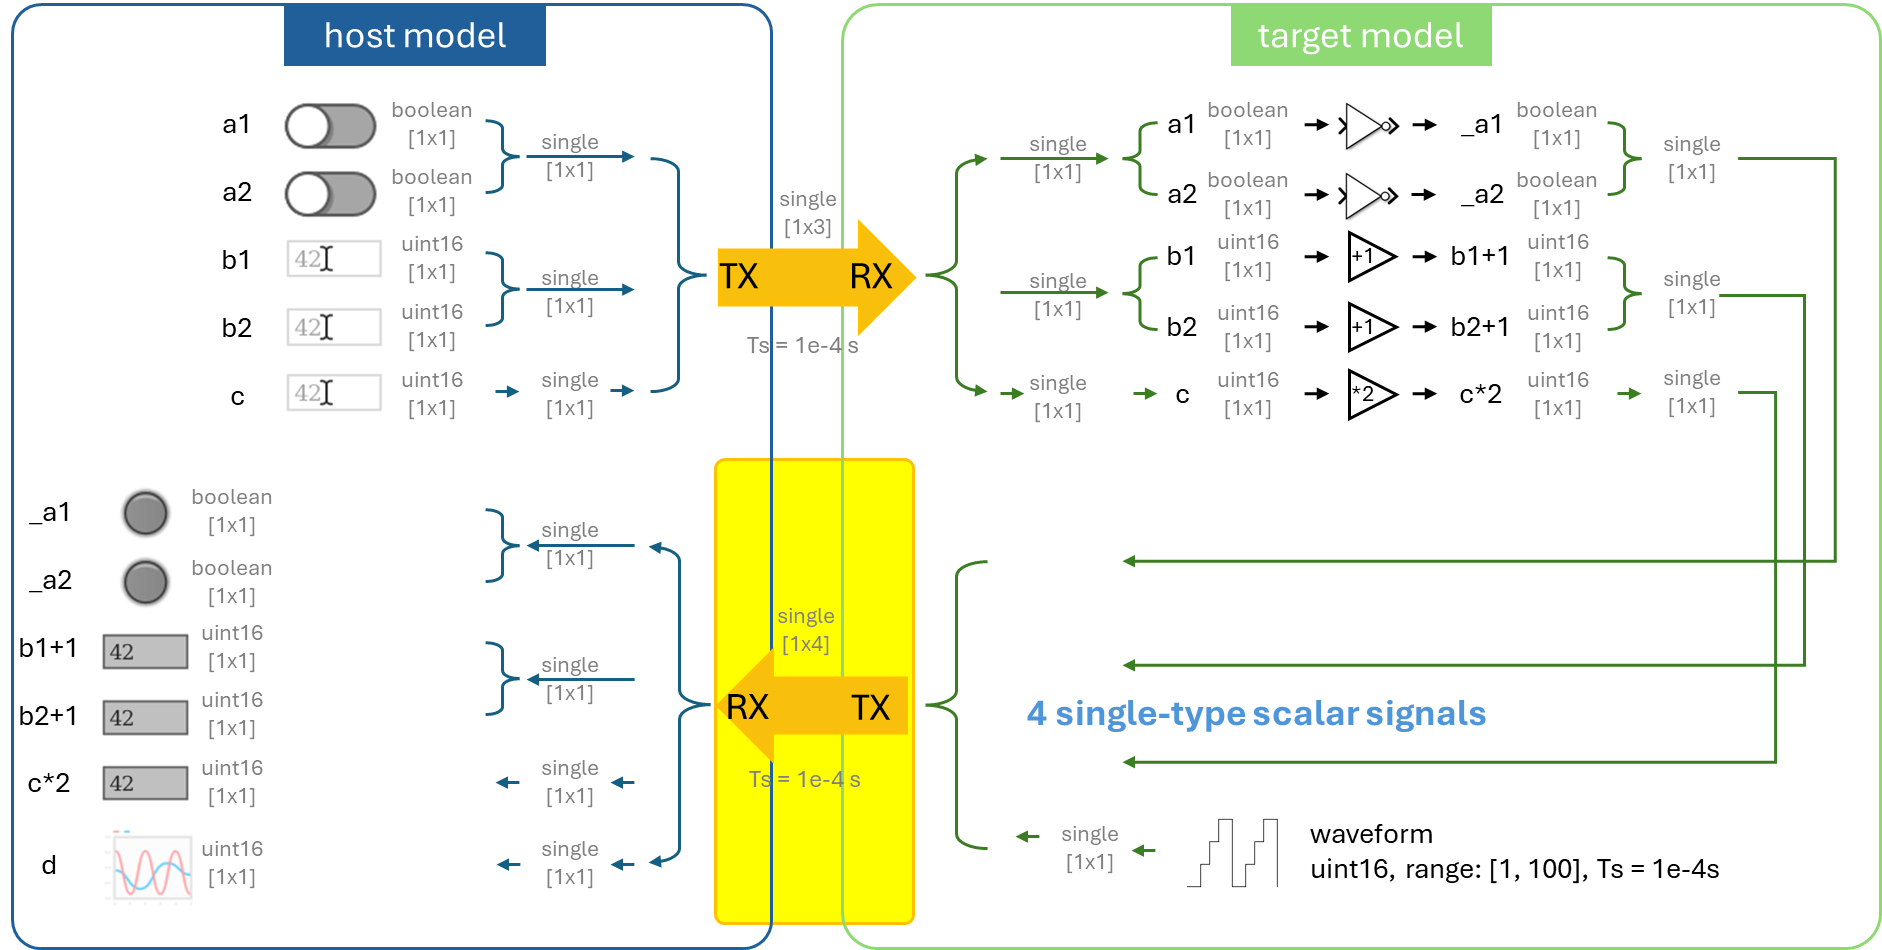 host model
target model
a1
boolean
[1x1]
a2
boolean
[1x1]
single
[1x1]
b1
42
uint16
[1x1]
b2
42
uint16
[1x1]
single
[1x1]
c
42
uint16
[1x1]
single
[1x1]
single
[1x3]
TX
RX
Ts = 1e-4 s
single
[1x1]
a1
boolean
[1x1]
_a1
boolean
[1x1]
a2
boolean
[1x1]
_a2
boolean
[1x1]
single
[1x1]
single
[1x1]
b1
uint16
[1x1]
+1
b1+1
uint16
[1x1]
b2
uint16
[1x1]
+1
b2+1
uint16
[1x1]
single
[1x1]
single
[1x1]
c
uint16
[1x1]
*2
c*2
uint16
[1x1]
single
[1x1]
_a1
boolean
[1x1]
_a2
boolean
[1x1]
single
[1x1]
b1+1
42
uint16
[1x1]
b2+1
42
uint16
[1x1]
single
[1x1]
c*2
42
uint16
[1x1]
single
[1x1]
d
uint16
[1x1]
single
[1x1]
single
[1x4]
RX
TX
Ts = 1e-4 s
4 single-type scalar signals
single
[1x1]
waveform
uint16, range: [1, 100], Ts = 1e-4s